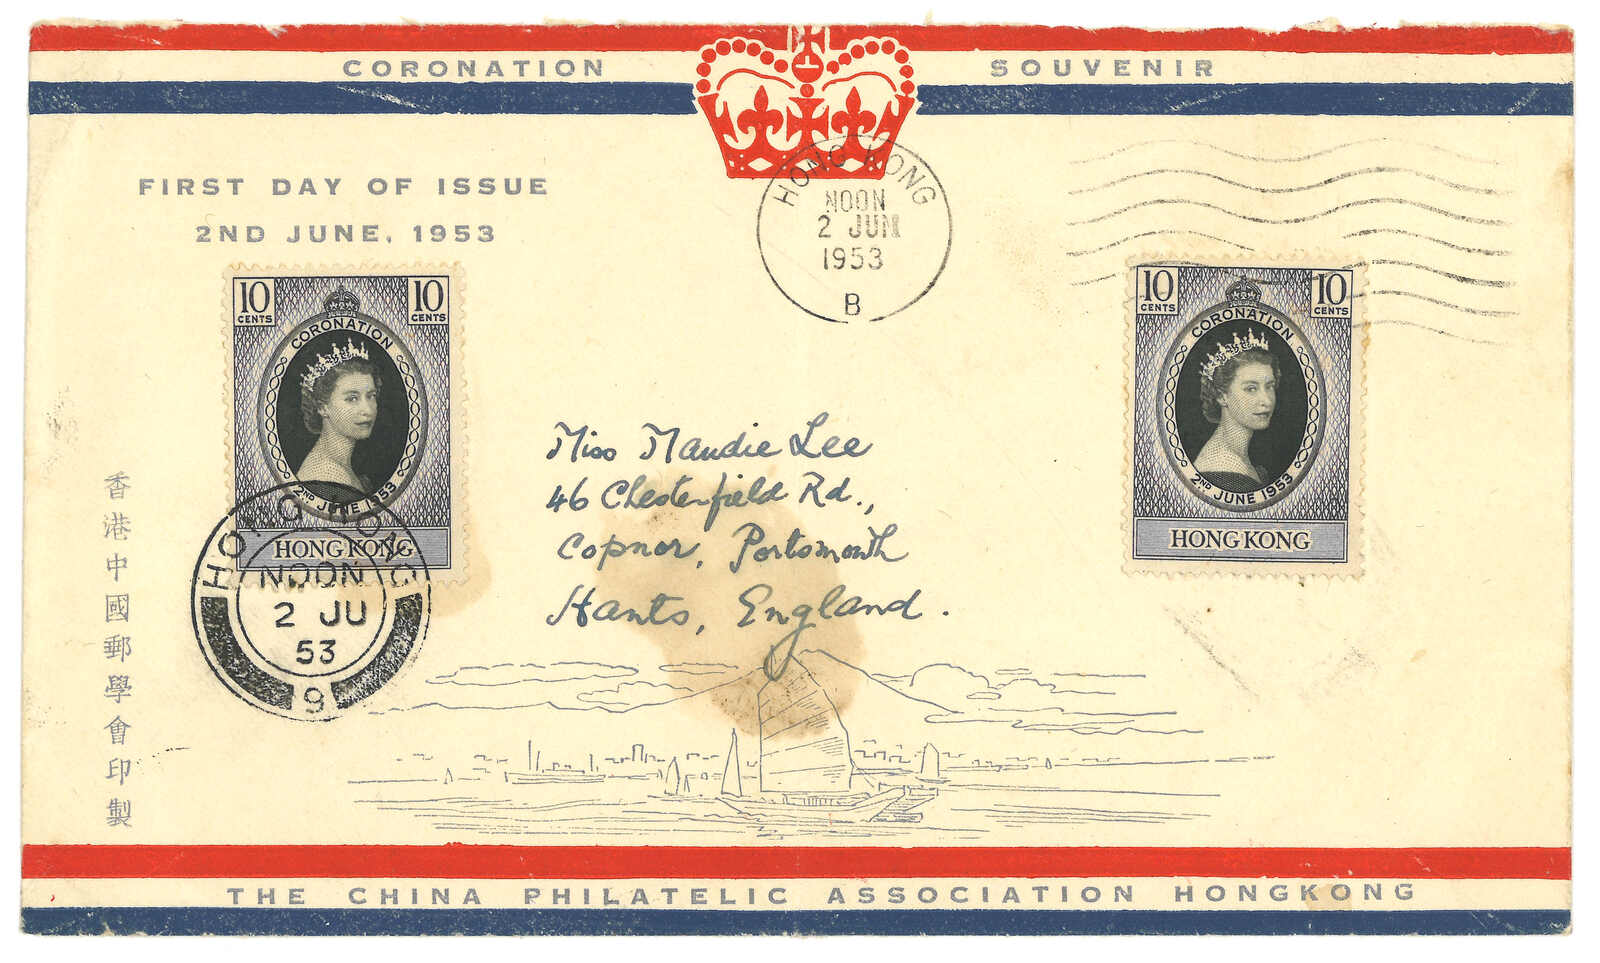 CORONATION SOUVENIR
FIRST DAY OF ISSUE
2ND JUNE, 1953
HONG KONG
NOON
2 JUN
1953
B
10 CENTS 10 CENTS
CORONATION
2ND JUNE 1953
HONG KONG
10 CENTS 10 CENTS
CORONATION
2ND JUNE 1953
HONG KONG
HONG KONG
NOON
2 JU
53
9
Miss Maudie Lee
46 Chesterfield Rd.,
Copnor, Portsmouth
Hants, England.
香港中國郵學會印製
THE CHINA PHILATELIC ASSOCIATION HONGKONG